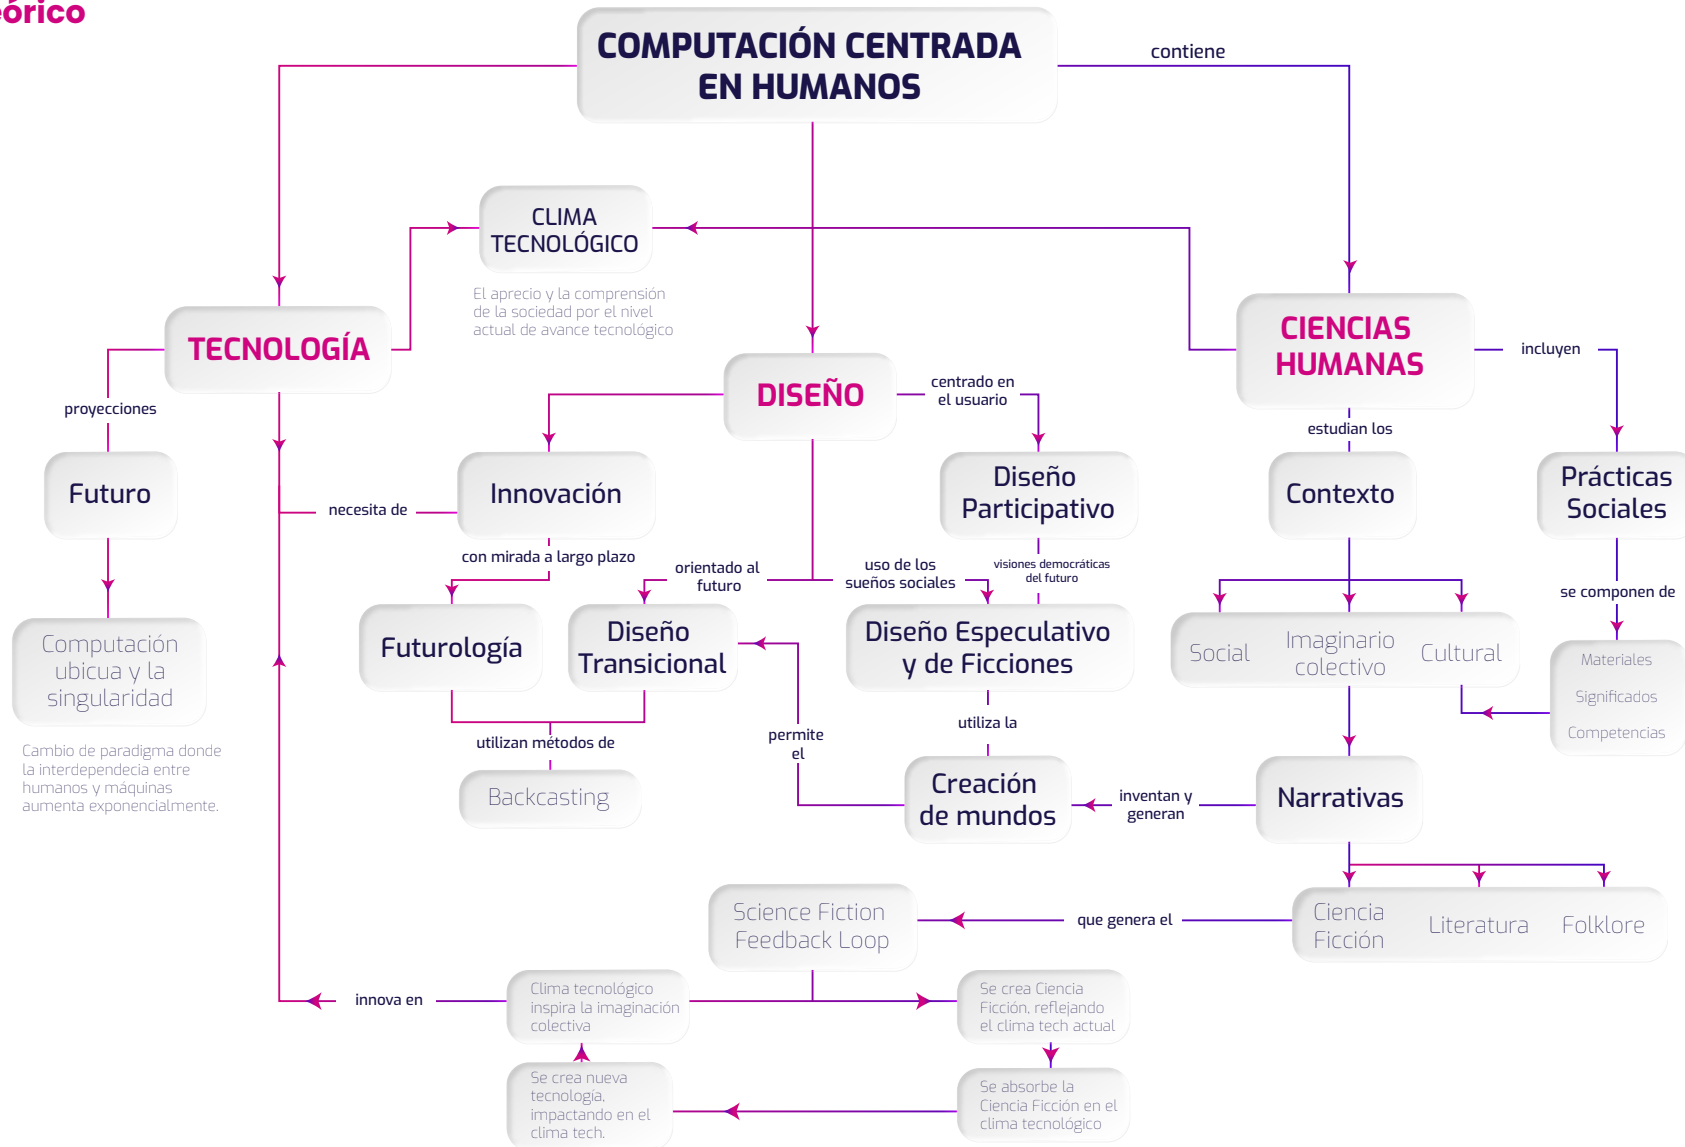 eórico
COMPUTACIÓN CENTRADA
EN HUMANOS
contiene
CLIMA
TECNOLÓGICO
El aprecio y la comprensión
de la sociedad por el nivel
actual de avance tecnológico
TECNOLOGÍA
CIENCIAS
HUMANAS
incluyen
DISEÑO
centrado en
el usuario
proyecciones
estudian los
Futuro
Innovación
Diseño
Participativo
Contexto
Prácticas
Sociales
necesita de
con mirada a largo plazo
orientado al
futuro
uso de los
sueños sociales
visiones democráticas
del futuro
se componen de
Computación
ubicua y la
singularidad
Futurología
Diseño
Transicional
Diseño Especulativo
y de Ficciones
Social
Imaginario
colectivo
Cultural
Materiales
Significados
Competencias
Cambio de paradigma donde
la interdependecia entre
humanos y máquinas
aumenta exponencialmente.
utilizan métodos de
permite
el
utiliza la
Backcasting
Creación
de mundos
inventan y
generan
Narrativas
Science Fiction
Feedback Loop
que genera el
Ciencia
Ficción
Literatura
Folklore
innova en
Clima tecnológico
inspira la imaginación
colectiva
Se crea Ciencia
Ficción, reflejando
el clima tech actual
Se crea nueva
tecnología,
impactando en el
clima tech.
Se absorbe la
Ciencia Ficción en el
clima tecnológico